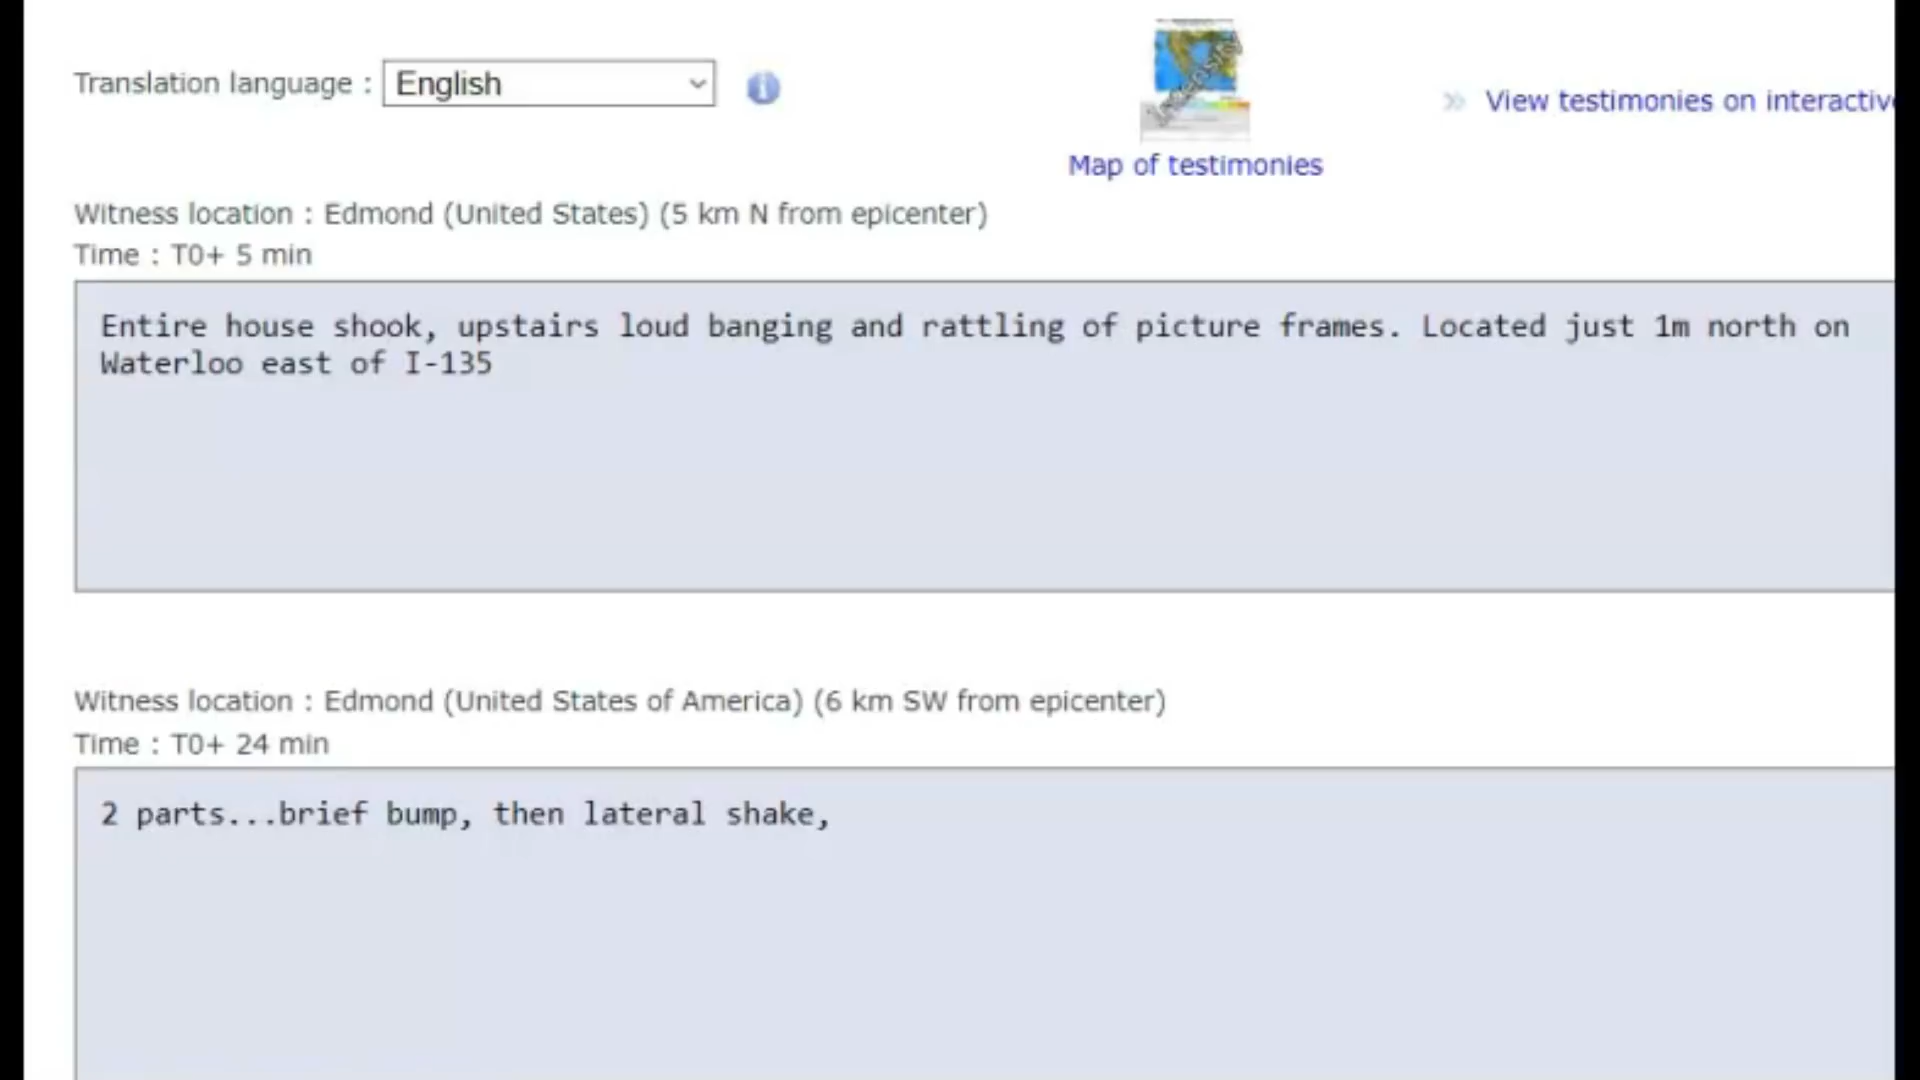 Translation language : English
Map of testimonies
View testimonies on interactiv
Witness location : Edmond (United States) (5 km N from epicenter)
Time : T0+ 5 min
Entire house shook, upstairs loud banging and rattling of picture frames. Located just 1m north on
Waterloo east of I-135
Witness location : Edmond (United States of America) (6 km SW from epicenter)
Time : T0+ 24 min
2 parts...brief bump, then lateral shake,